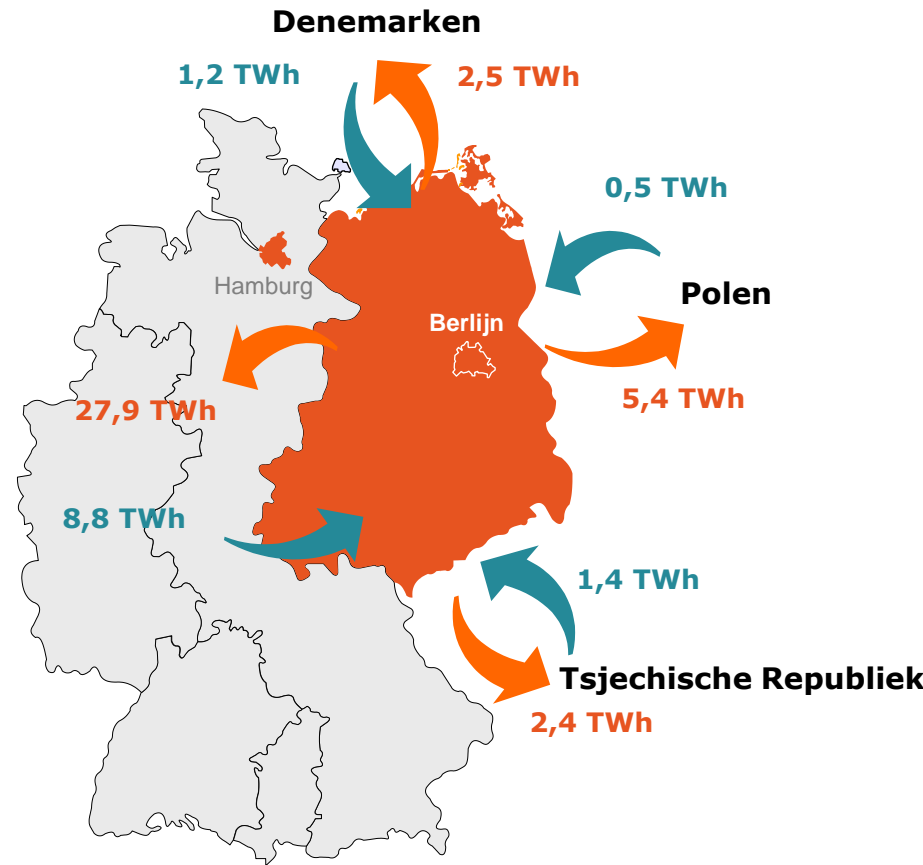 Denemarken
1,2 TWh
2,5 TWh
0,5 TWh
Hamburg
Polen
Berlijn
27,9 TWh
5,4 TWh
8,8 TWh
1,4 TWh
Tsjechische Republiek
2,4 TWh